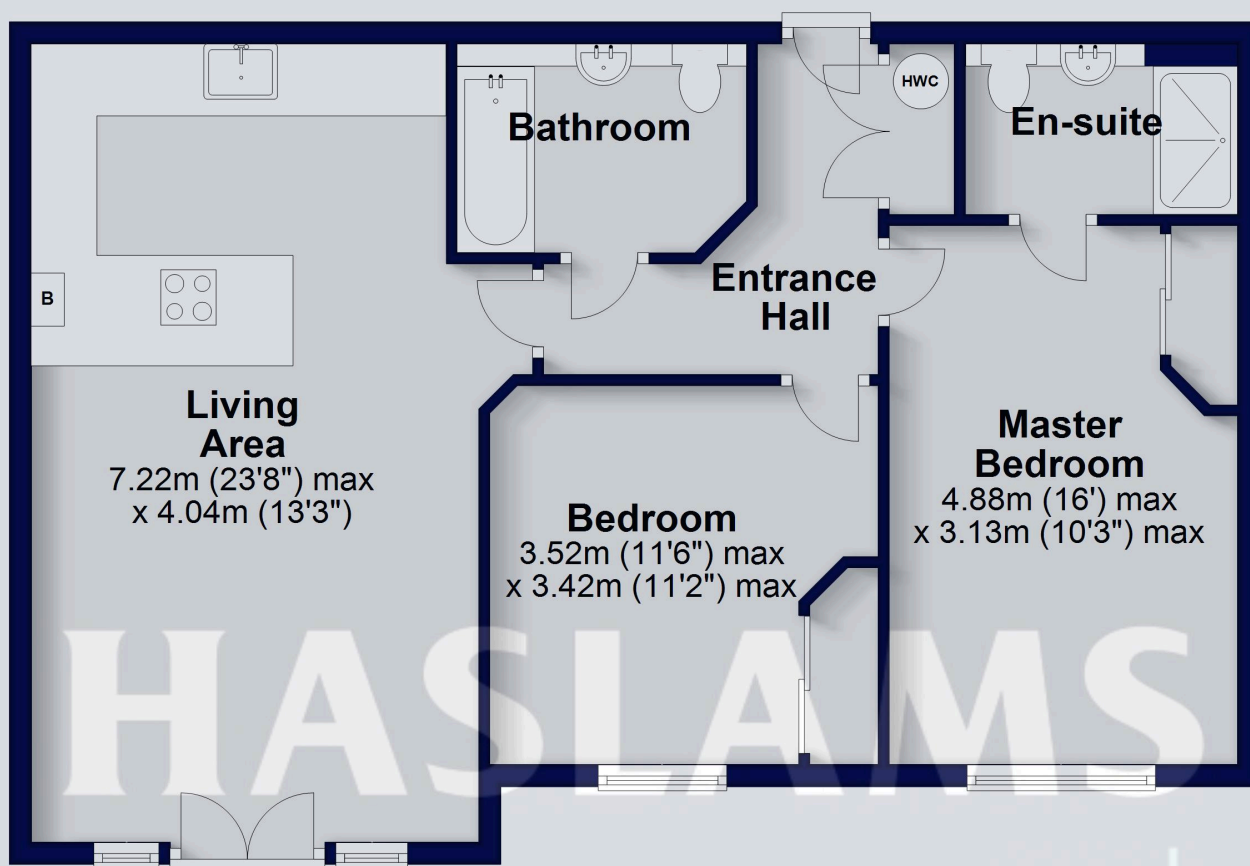 Bathroom
HWC
En-suite
B
Entrance
Hall
Living
Area
7.22m (23'8") max
x 4.04m (13'3")
Bedroom
3.52m (11'6") max
x 3.42m (11'2") max
Master
Bedroom
4.88m (16') max
x 3.13m (10'3") max
HASLAMS